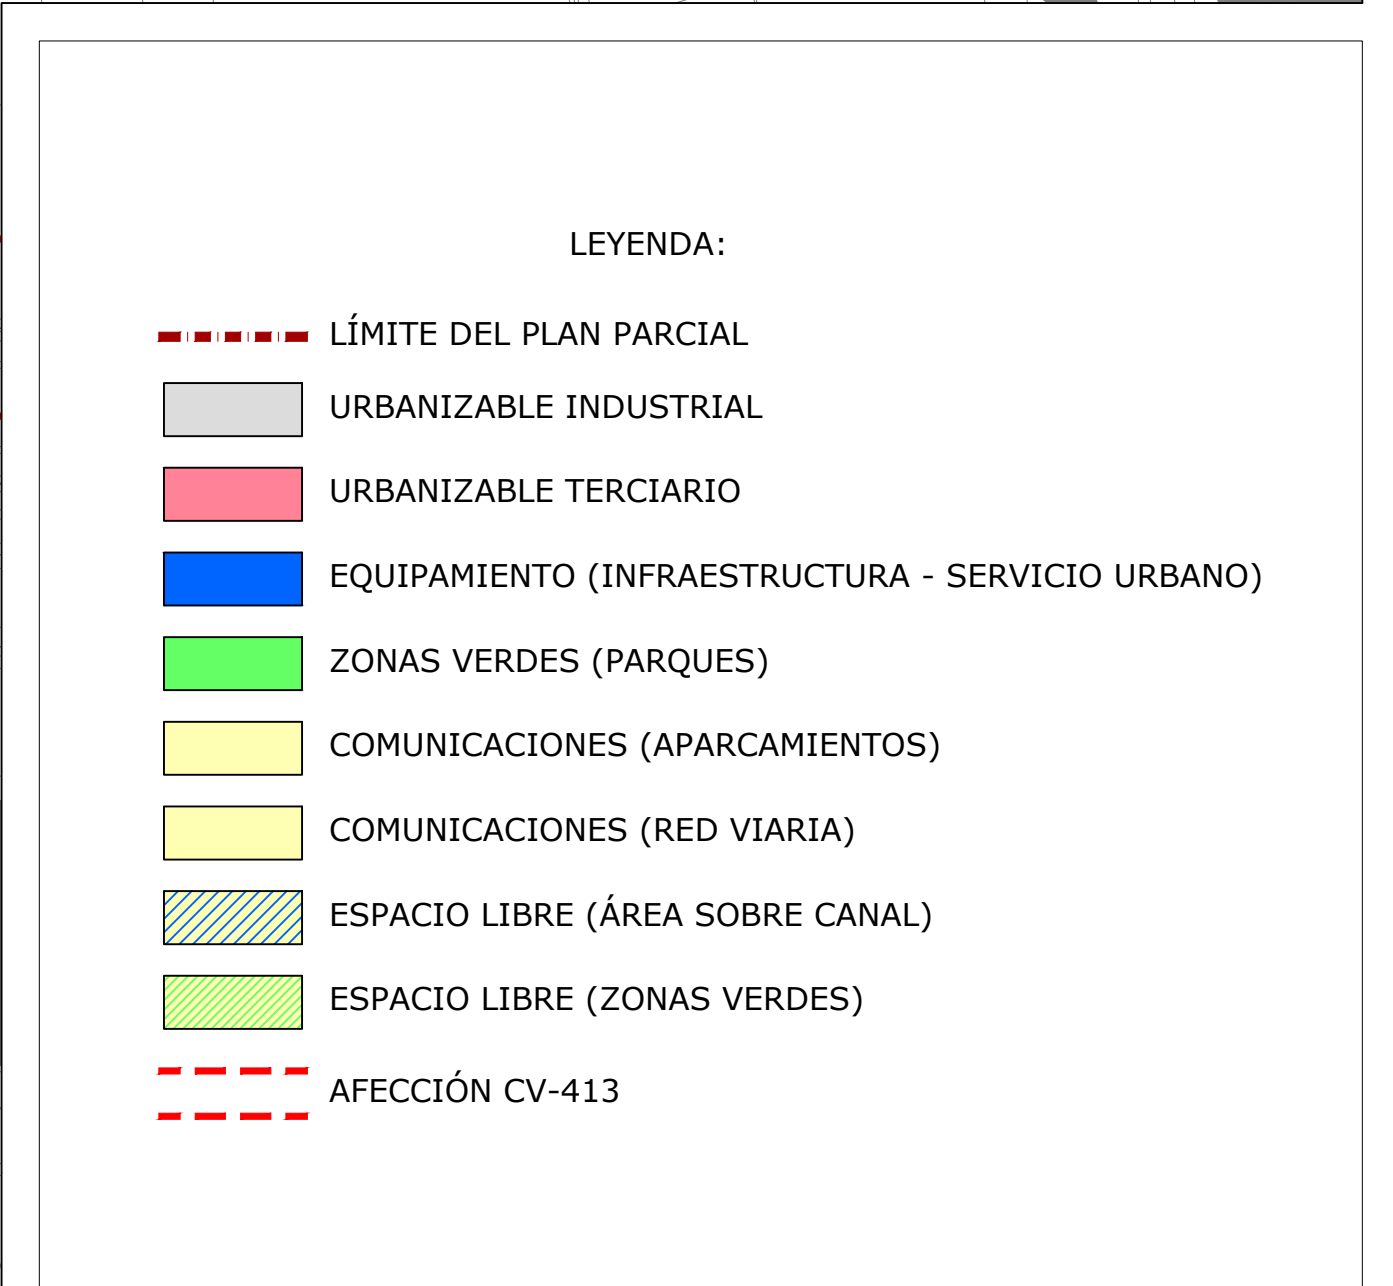 LEYENDA:
LÍMITE DEL PLAN PARCIAL
URBANIZABLE INDUSTRIAL
URBANIZABLE TERCIARIO
EQUIPAMIENTO (INFRAESTRUCTURA - SERVICIO URBANO)
ZONAS VERDES (PARQUES)
COMUNICACIONES (APARCAMIENTOS)
COMUNICACIONES (RED VIARIA)
ESPACIO LIBRE (ÁREA SOBRE CANAL)
ESPACIO LIBRE (ZONAS VERDES)
AFECCIÓN CV-413